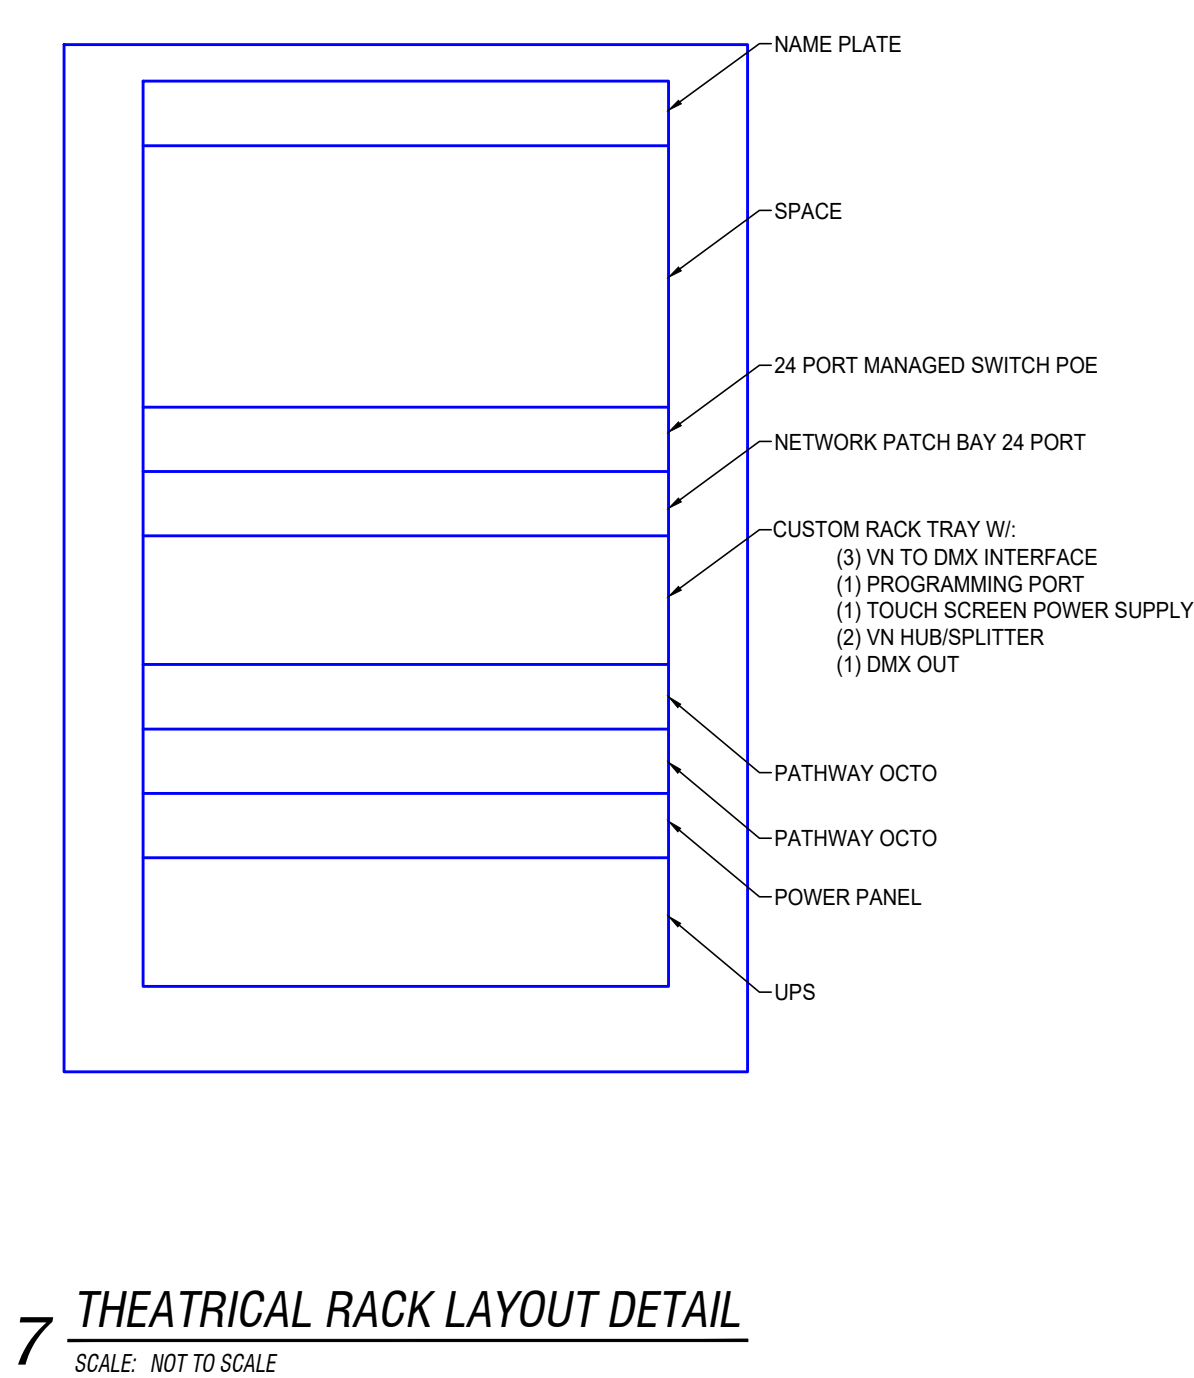 NAME PLATE
SPACE
24 PORT MANAGED SWITCH POE
NETWORK PATCH BAY 24 PORT
CUSTOM RACK TRAY W/:
(3) VN TO DMX INTERFACE
(1) PROGRAMMING PORT
(1) TOUCH SCREEN POWER SUPPLY
(2) VN HUB/SPLITTER
(1) DMX OUT
PATHWAY OCTO
PATHWAY OCTO
POWER PANEL
UPS
7 THEATRICAL RACK LAYOUT DETAIL
SCALE: NOT TO SCALE